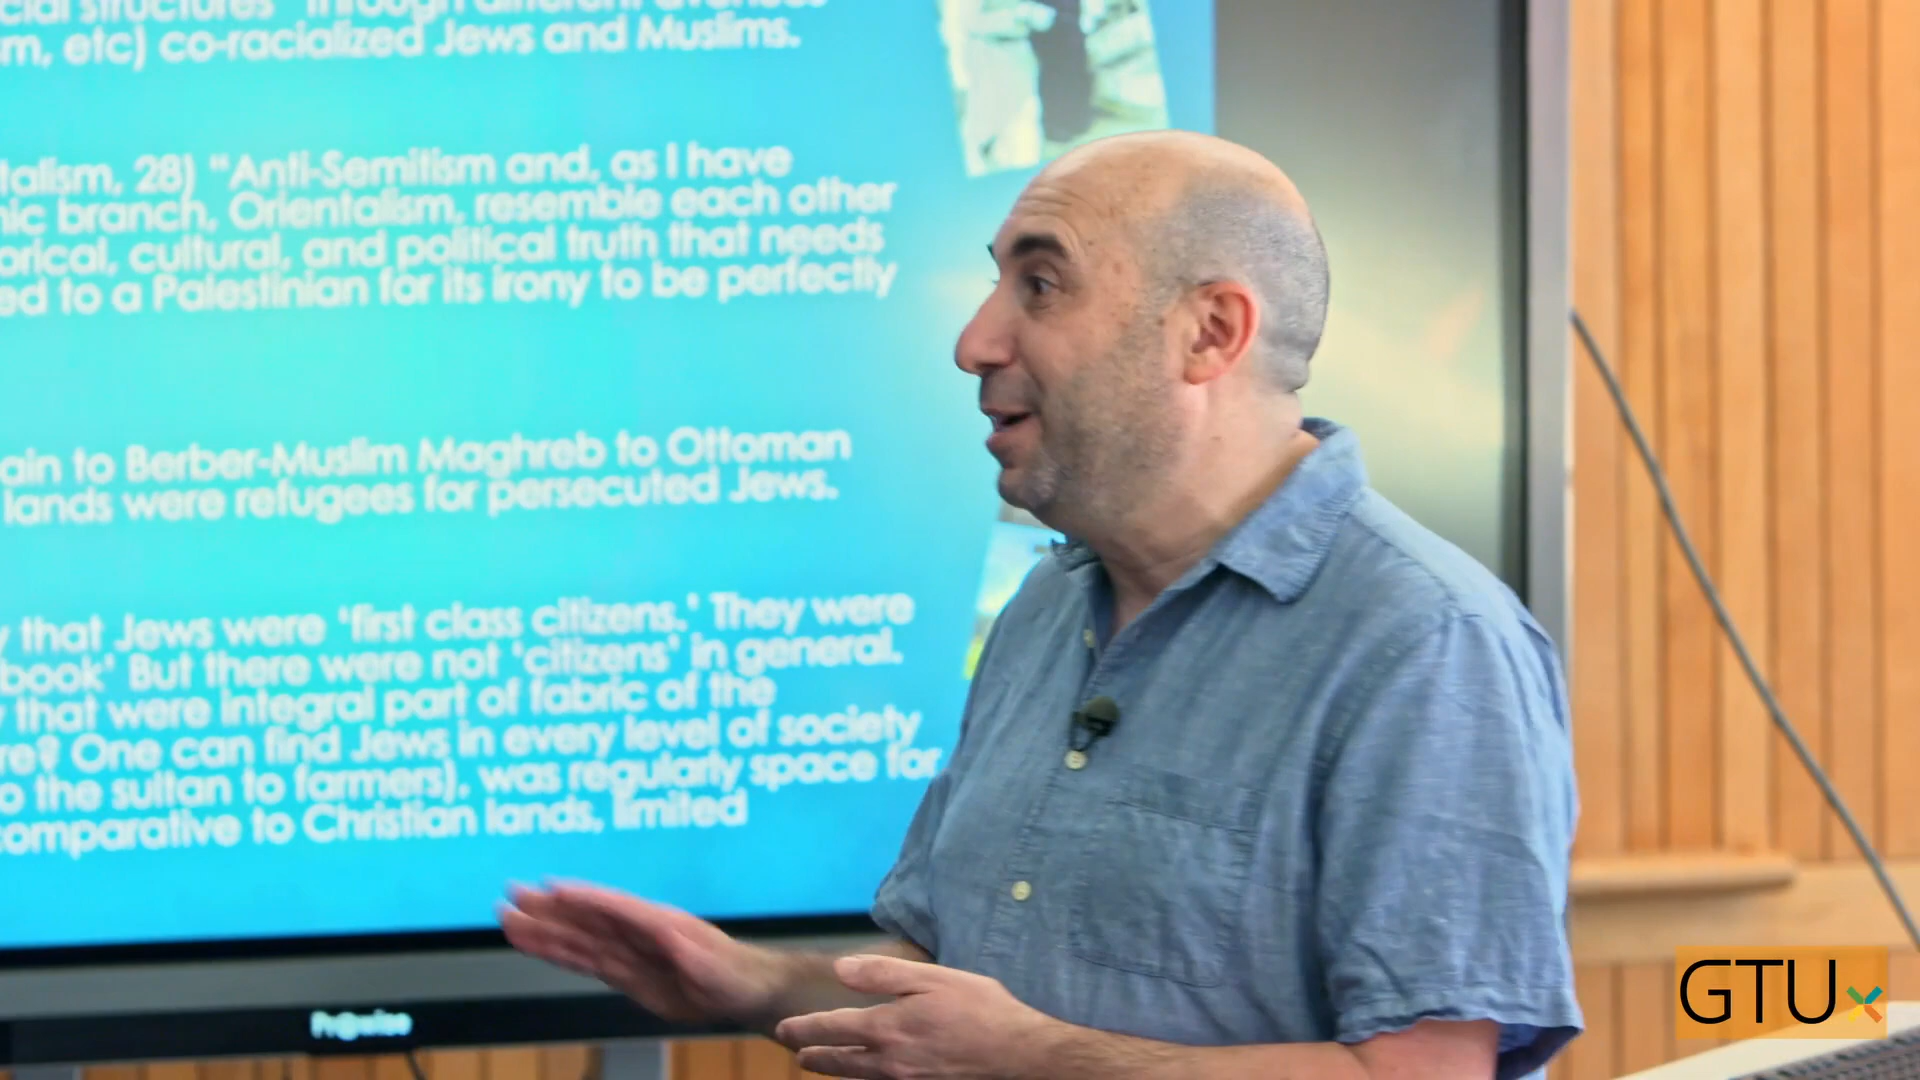 cial structures" through different avenues
m, etc) co-racialized Jews and Muslims.
talism, 28) "Anti-Semitism and, as I have
nic branch, Orientalism, resemble each other
orical, cultural, and political truth that needs
ed to a Palestinian for its irony to be perfectly
ain to Berber-Muslim Maghreb to Ottoman
lands were refugees for persecuted Jews.
y that Jews were 'first class citizens.' They were
book' But there were not 'citizens' in general.
y that were integral part of fabric of the
re? One can find Jews in every level of society
o the sultan to farmers), was regularly space for
comparative to Christian lands, limited
Pr@wise
GTUx